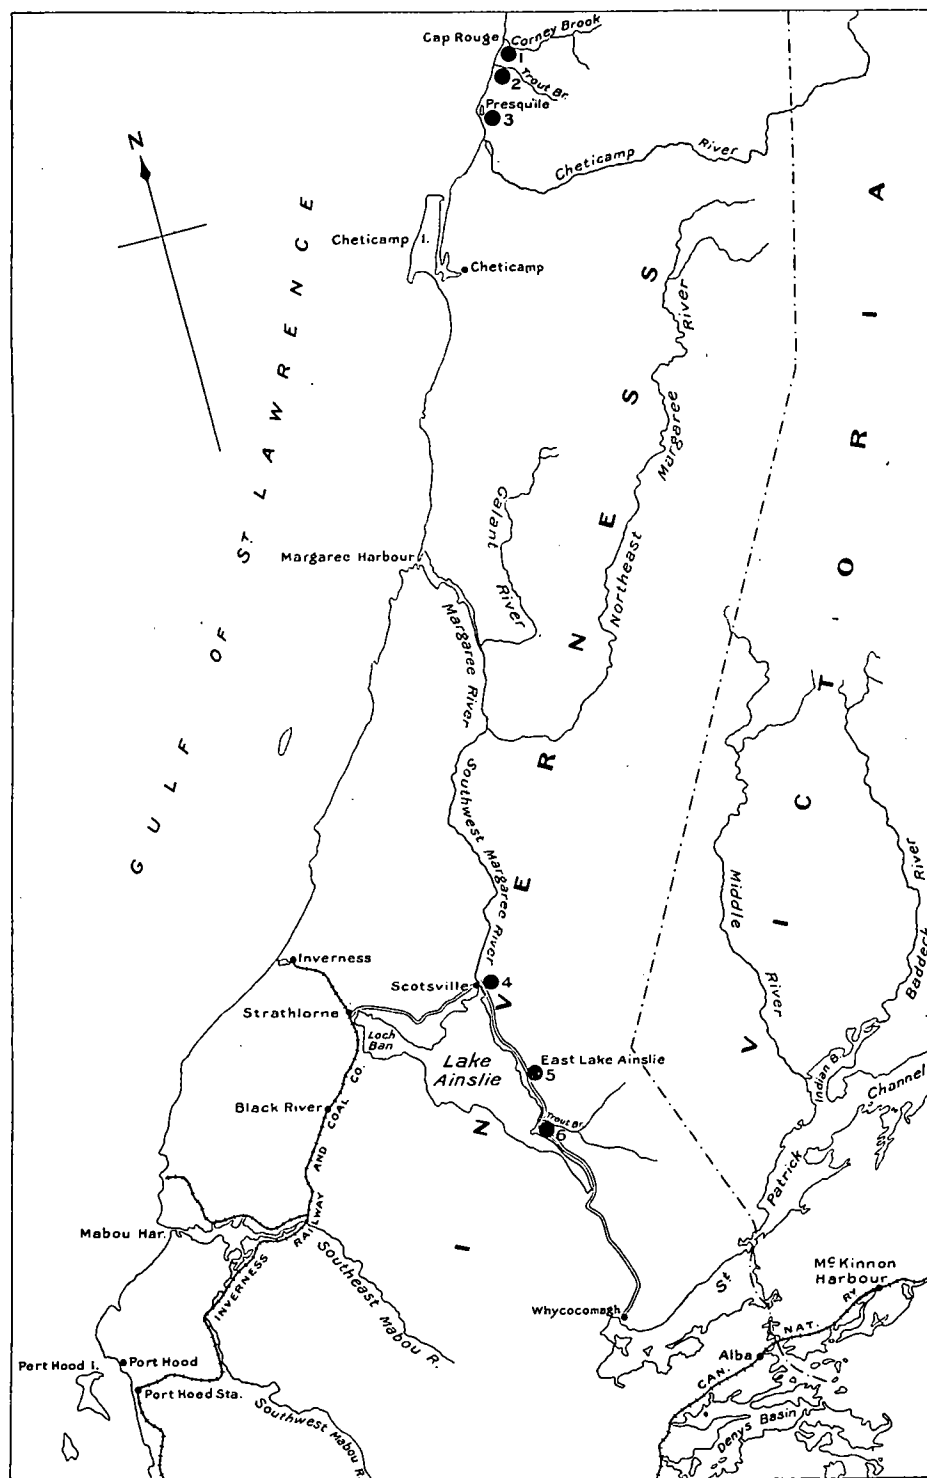 Cap Rouge
Corney Brook
1
2
Trout Br.
Presquile
3
Cheticamp River
N
Cheticamp I.
Cheticamp
GULF OF ST LAWRENCE
Northeast Margaree River
Galant River
Margaree Harbour
Margaree River
INVERNESS
VICTORIA
Southwest Margaree River
Middle River
Baddeck River
Inverness
Scotsville
4
Strathlorne
Loch Ban
Lake Ainslie
East Lake Ainslie
5
Indian B.
Trout Br.
6
Black River
INVERNESS RAILWAY AND COAL CO.
St Patrick Channel
Mabou Har.
Southeast Mabou R.
McKinnon Harbour
Whycocomagh
CAN. NAT. RY
Alba
Port Hood I.
Port Hood
Port Hood Sta.
Southwest Mabou R.
Denys Basin